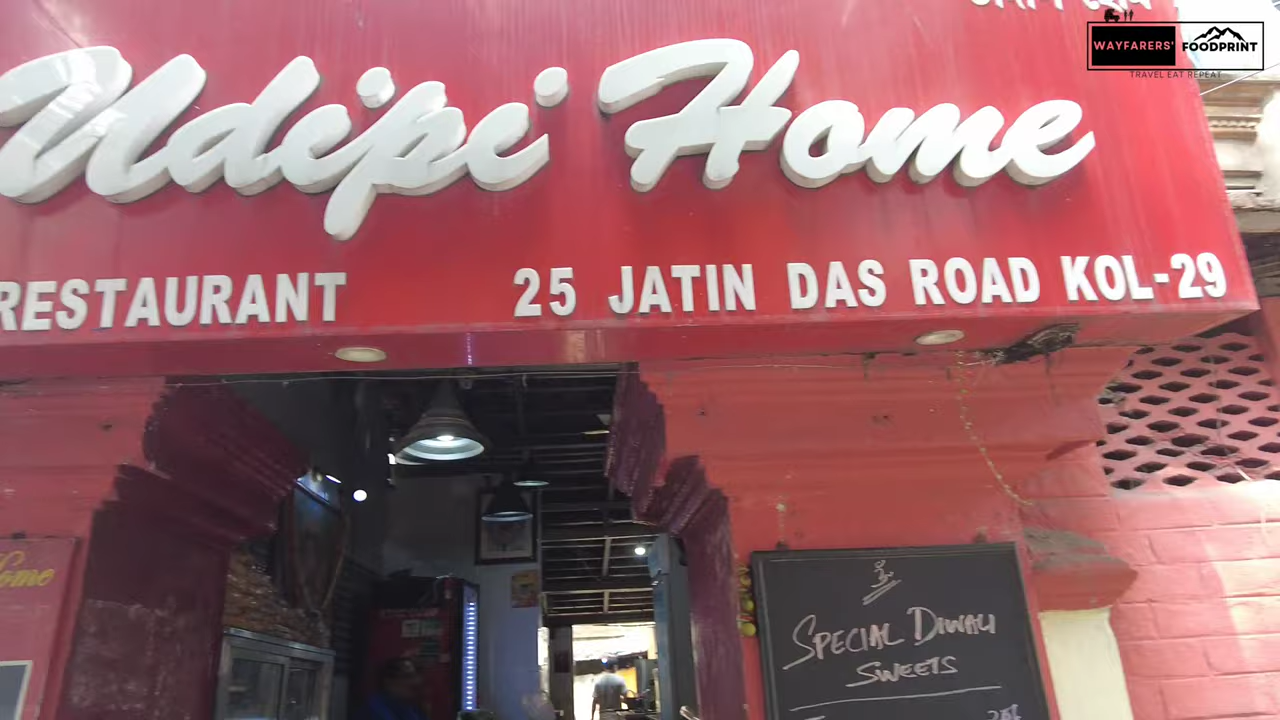 WAYFARERS' FOODPRINT
TRAVEL EAT REPEAT
Udipi Home
RESTAURANT 25 JATIN DAS ROAD KOL-29
Home
SPECIAL DIWALI
SWEETS